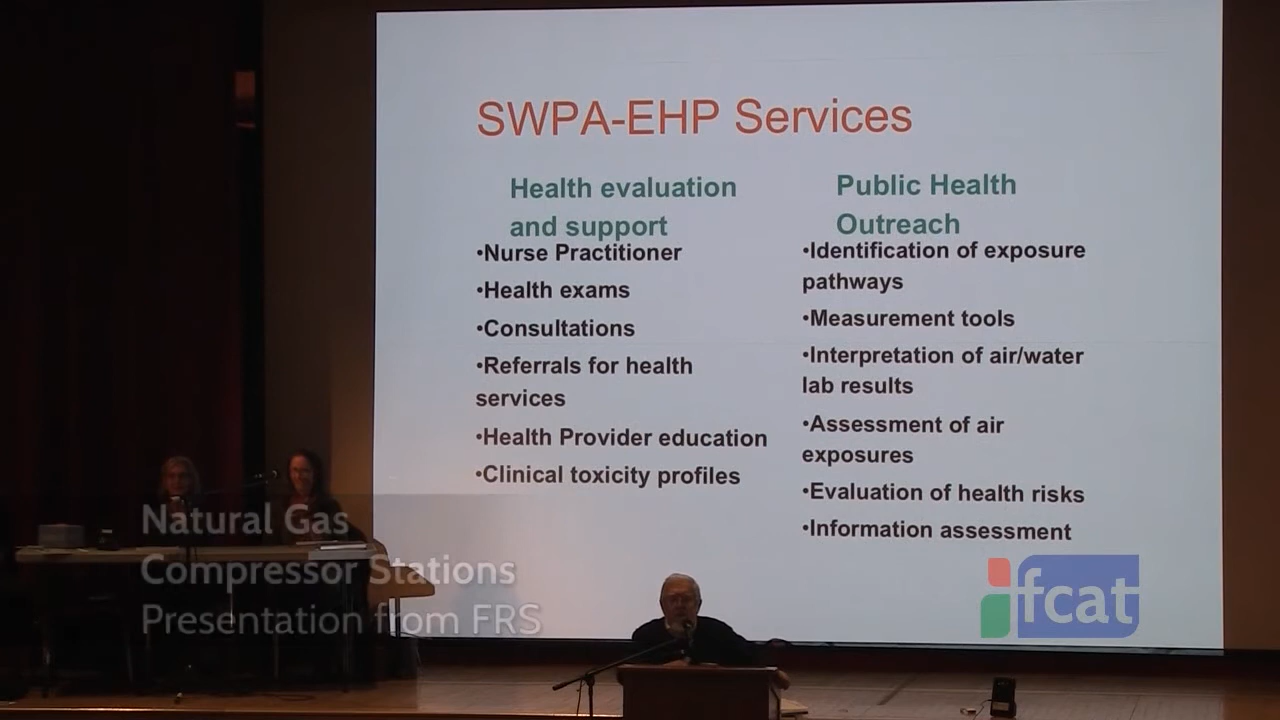 SWPA-EHP Services
Health evaluation
and support
•Nurse Practitioner
•Health exams
•Consultations
•Referrals for health
services
•Health Provider education
•Clinical toxicity profiles
Public Health
Outreach
•Identification of exposure
pathways
•Measurement tools
•Interpretation of air/water
lab results
•Assessment of air
exposures
•Evaluation of health risks
•Information assessment
Natural Gas
Compressor Stations
Presentation from FRS
fcat